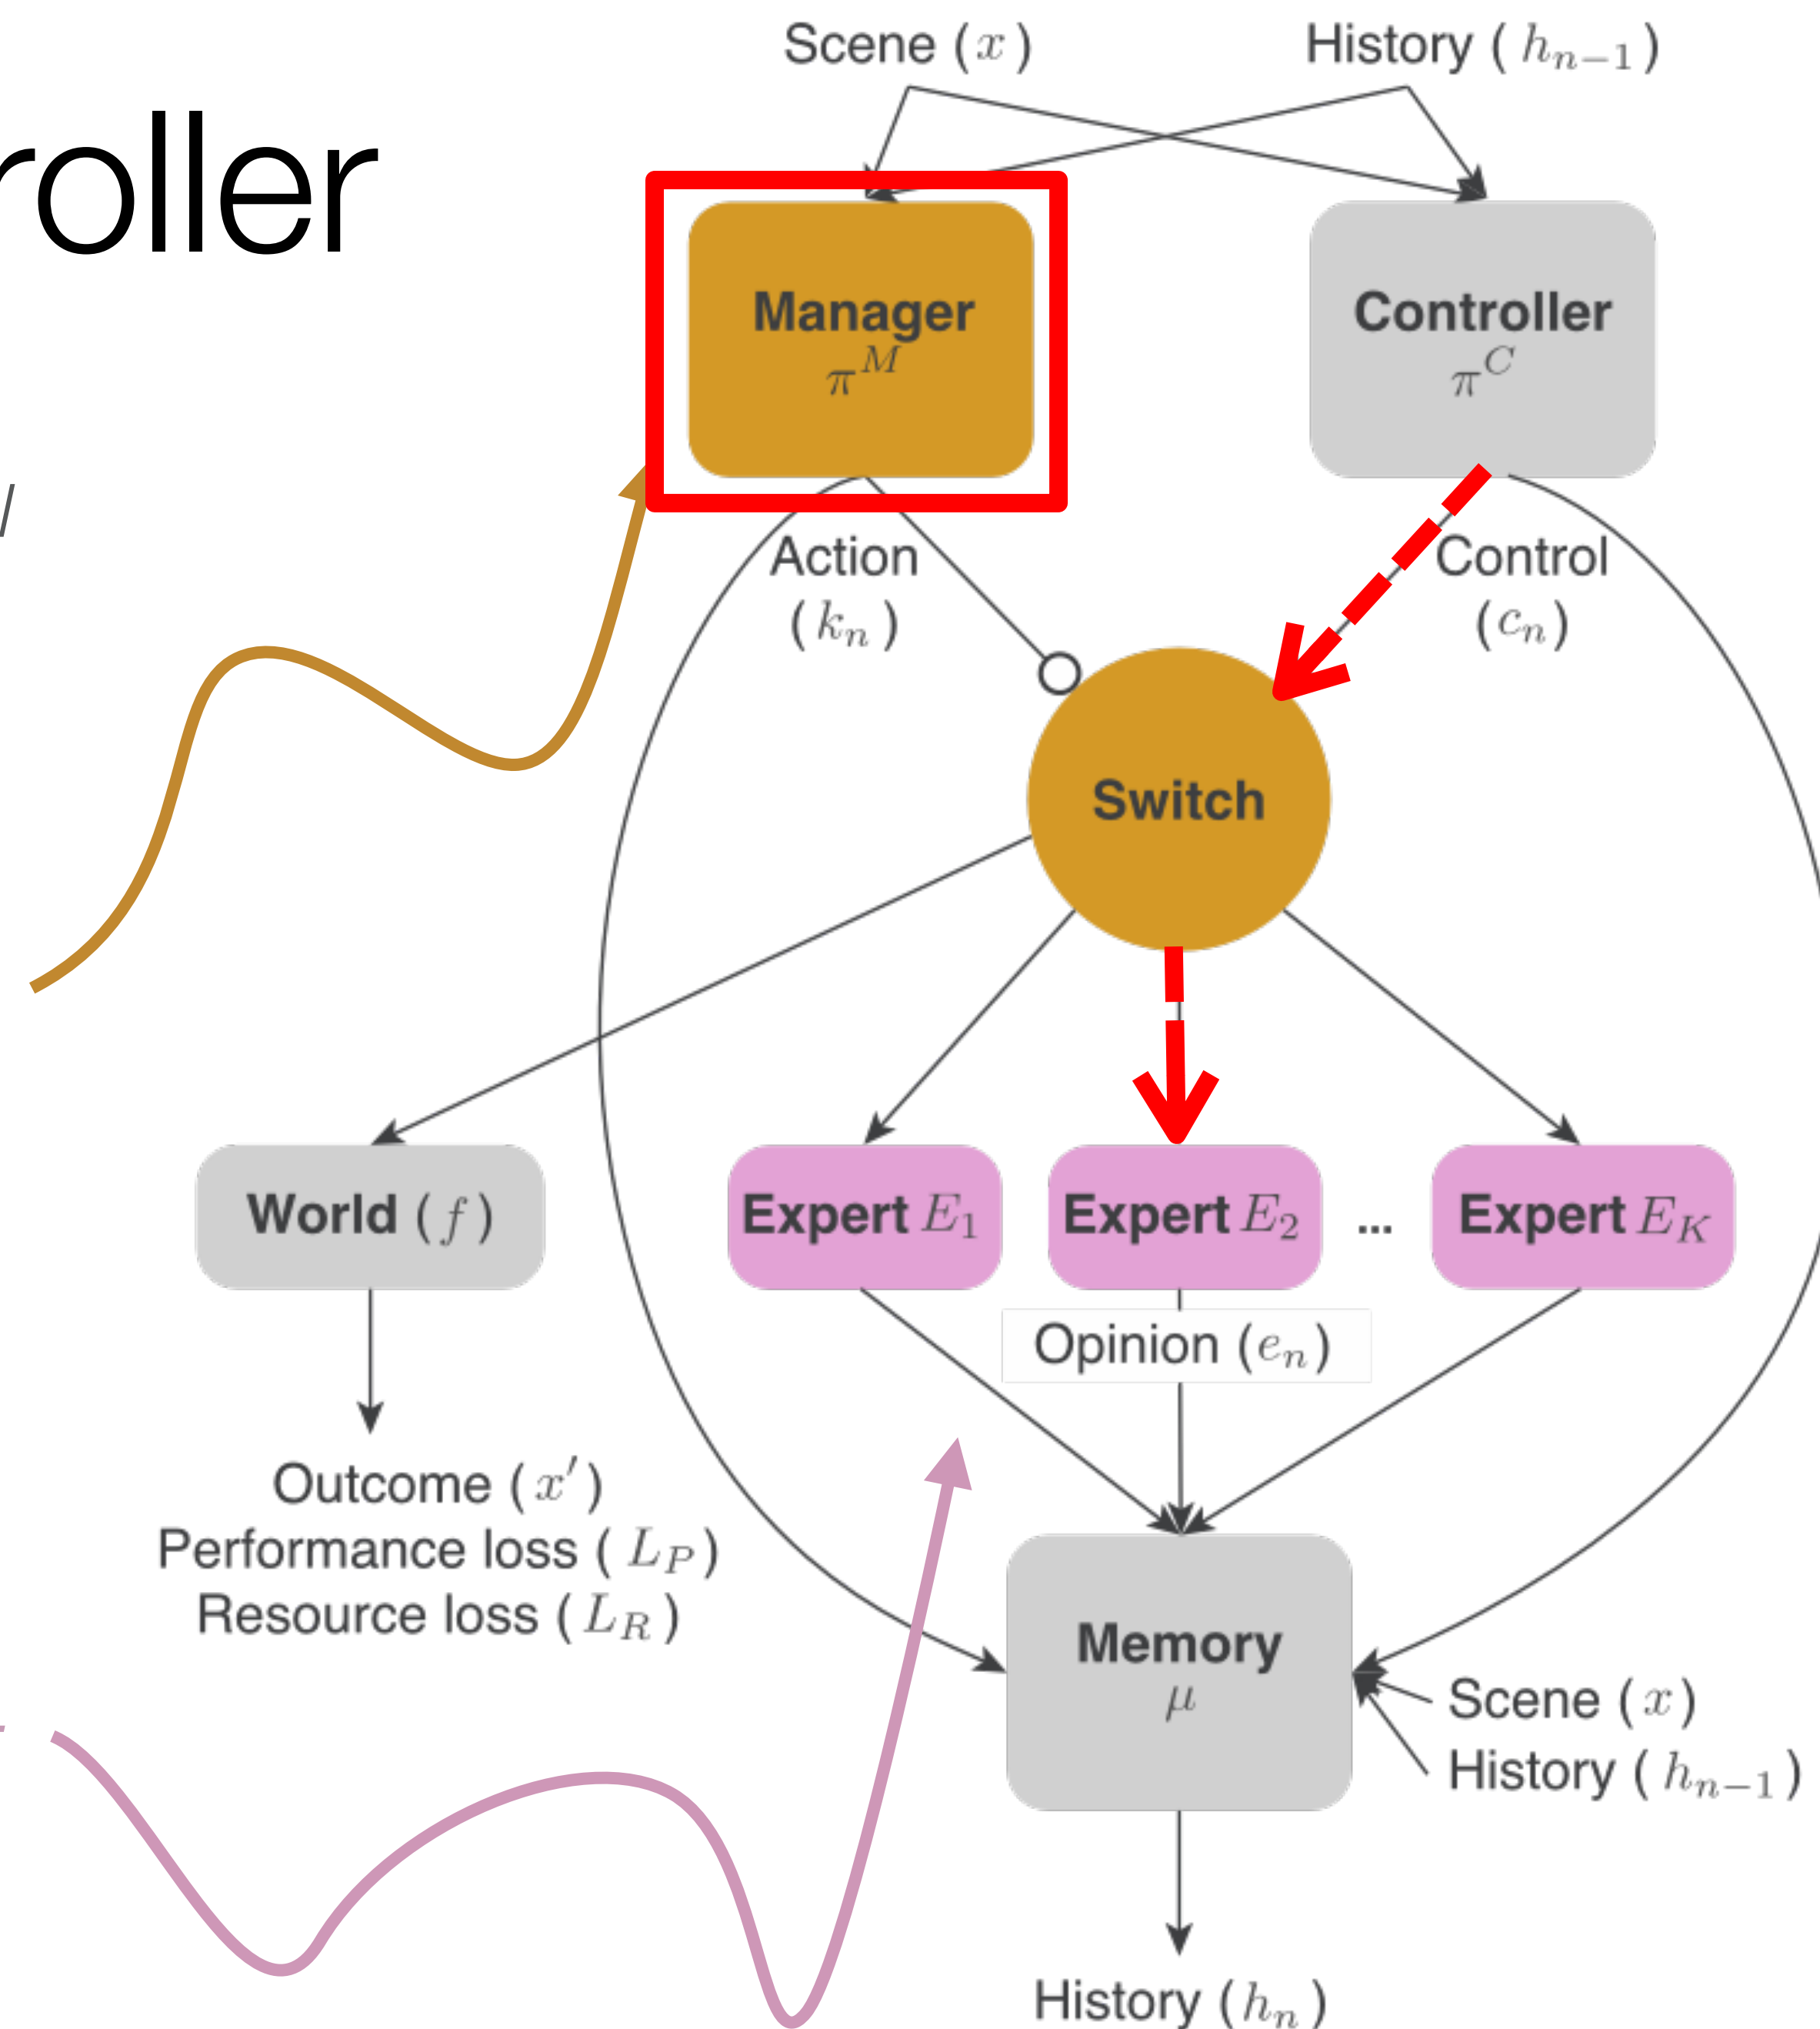 Scene (x)
History (h_{n-1})
roller
Manager
π^M
Controller
π^C
Action
(k_n)
Control
(c_n)
Switch
World (f)
Expert E_1
Expert E_2
...
Expert E_K
Opinion (e_n)
Outcome (x')
Performance loss (L_P)
Resource loss (L_R)
Memory
μ
Scene (x)
History (h_{n-1})
History (h_n)